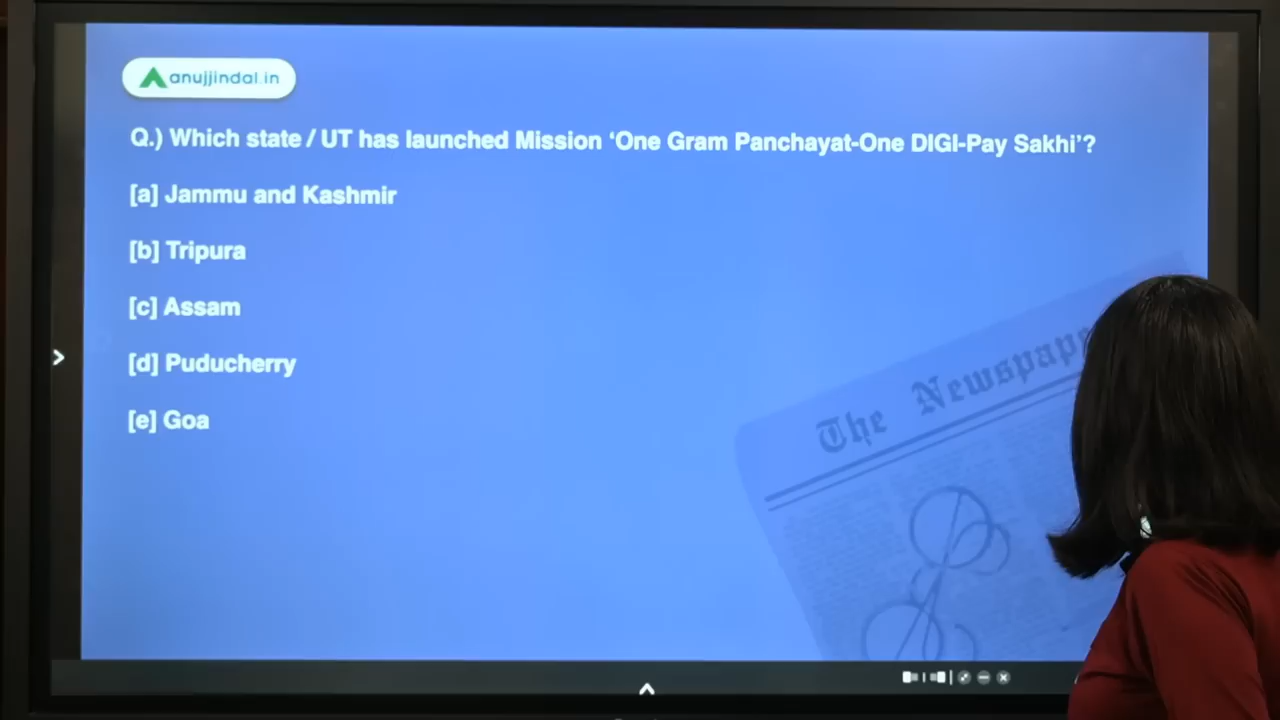 anujjindal.in
Q.) Which state / UT has launched Mission ‘One Gram Panchayat-One DIGI-Pay Sakhi’?
[a] Jammu and Kashmir
[b] Tripura
[c] Assam
[d] Puducherry
[e] Goa
The Newspape